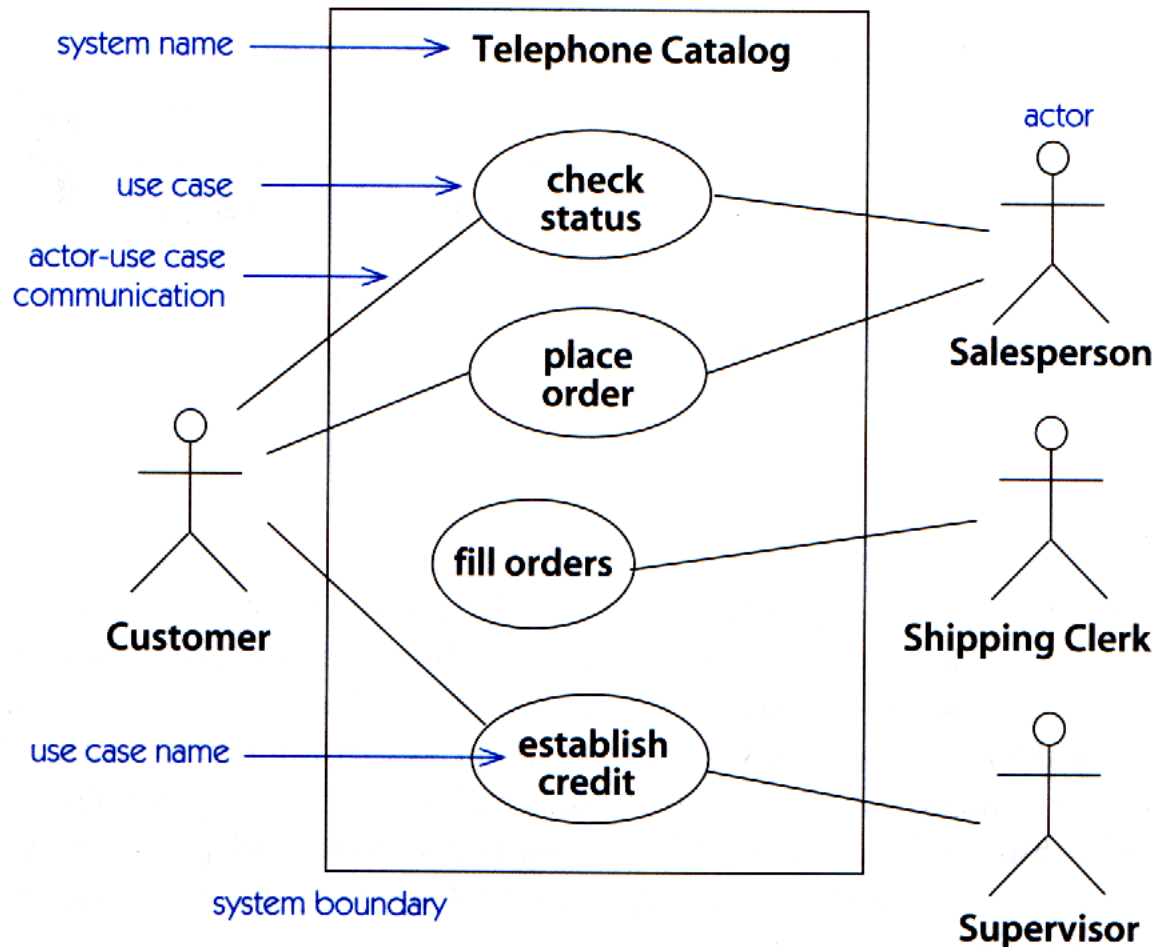 system name
Telephone Catalog
actor
use case
check
status
actor-use case
communication
place
order
Salesperson
fill orders
Customer
Shipping Clerk
use case name
establish
credit
system boundary
Supervisor